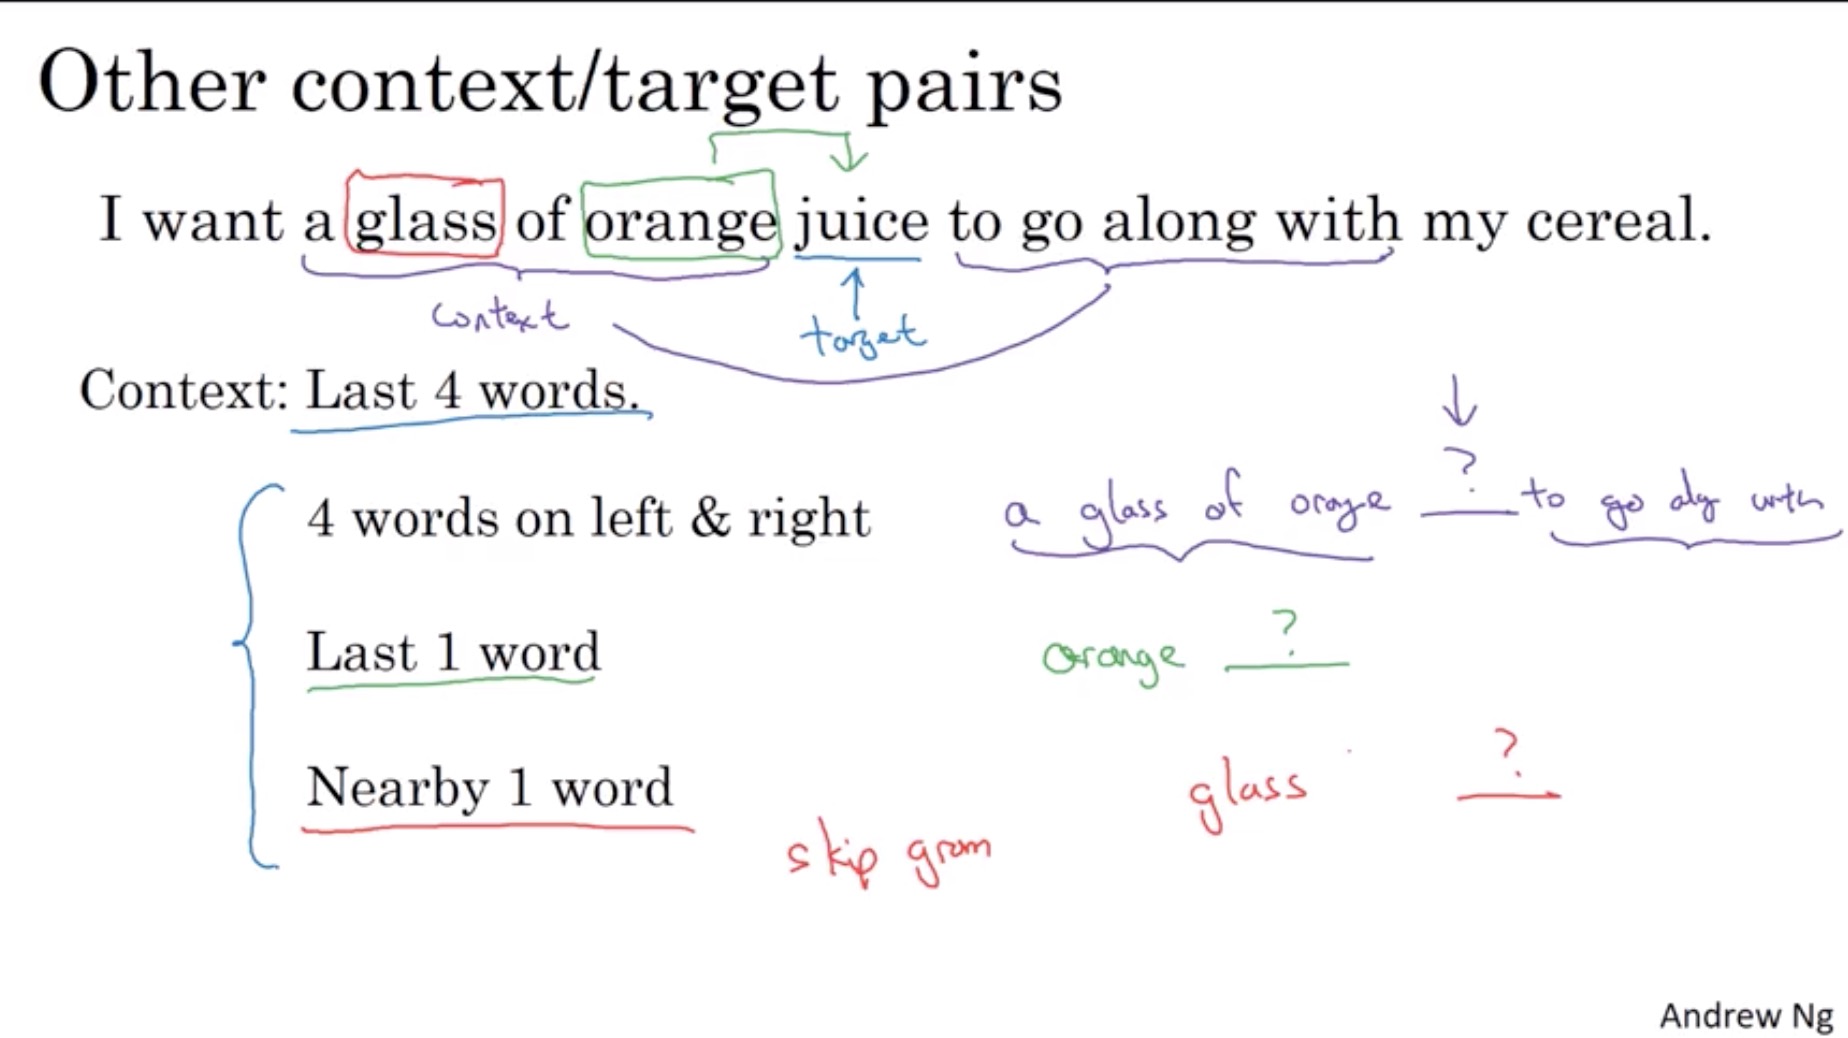 Other context/target pairs
I want a glass of orange juice to go along with my cereal.
context
target
Context: Last 4 words.
4 words on left & right
a glass of orange ? to go alg with
Last 1 word
orange ?
Nearby 1 word
glass ?
skip gram
Andrew Ng